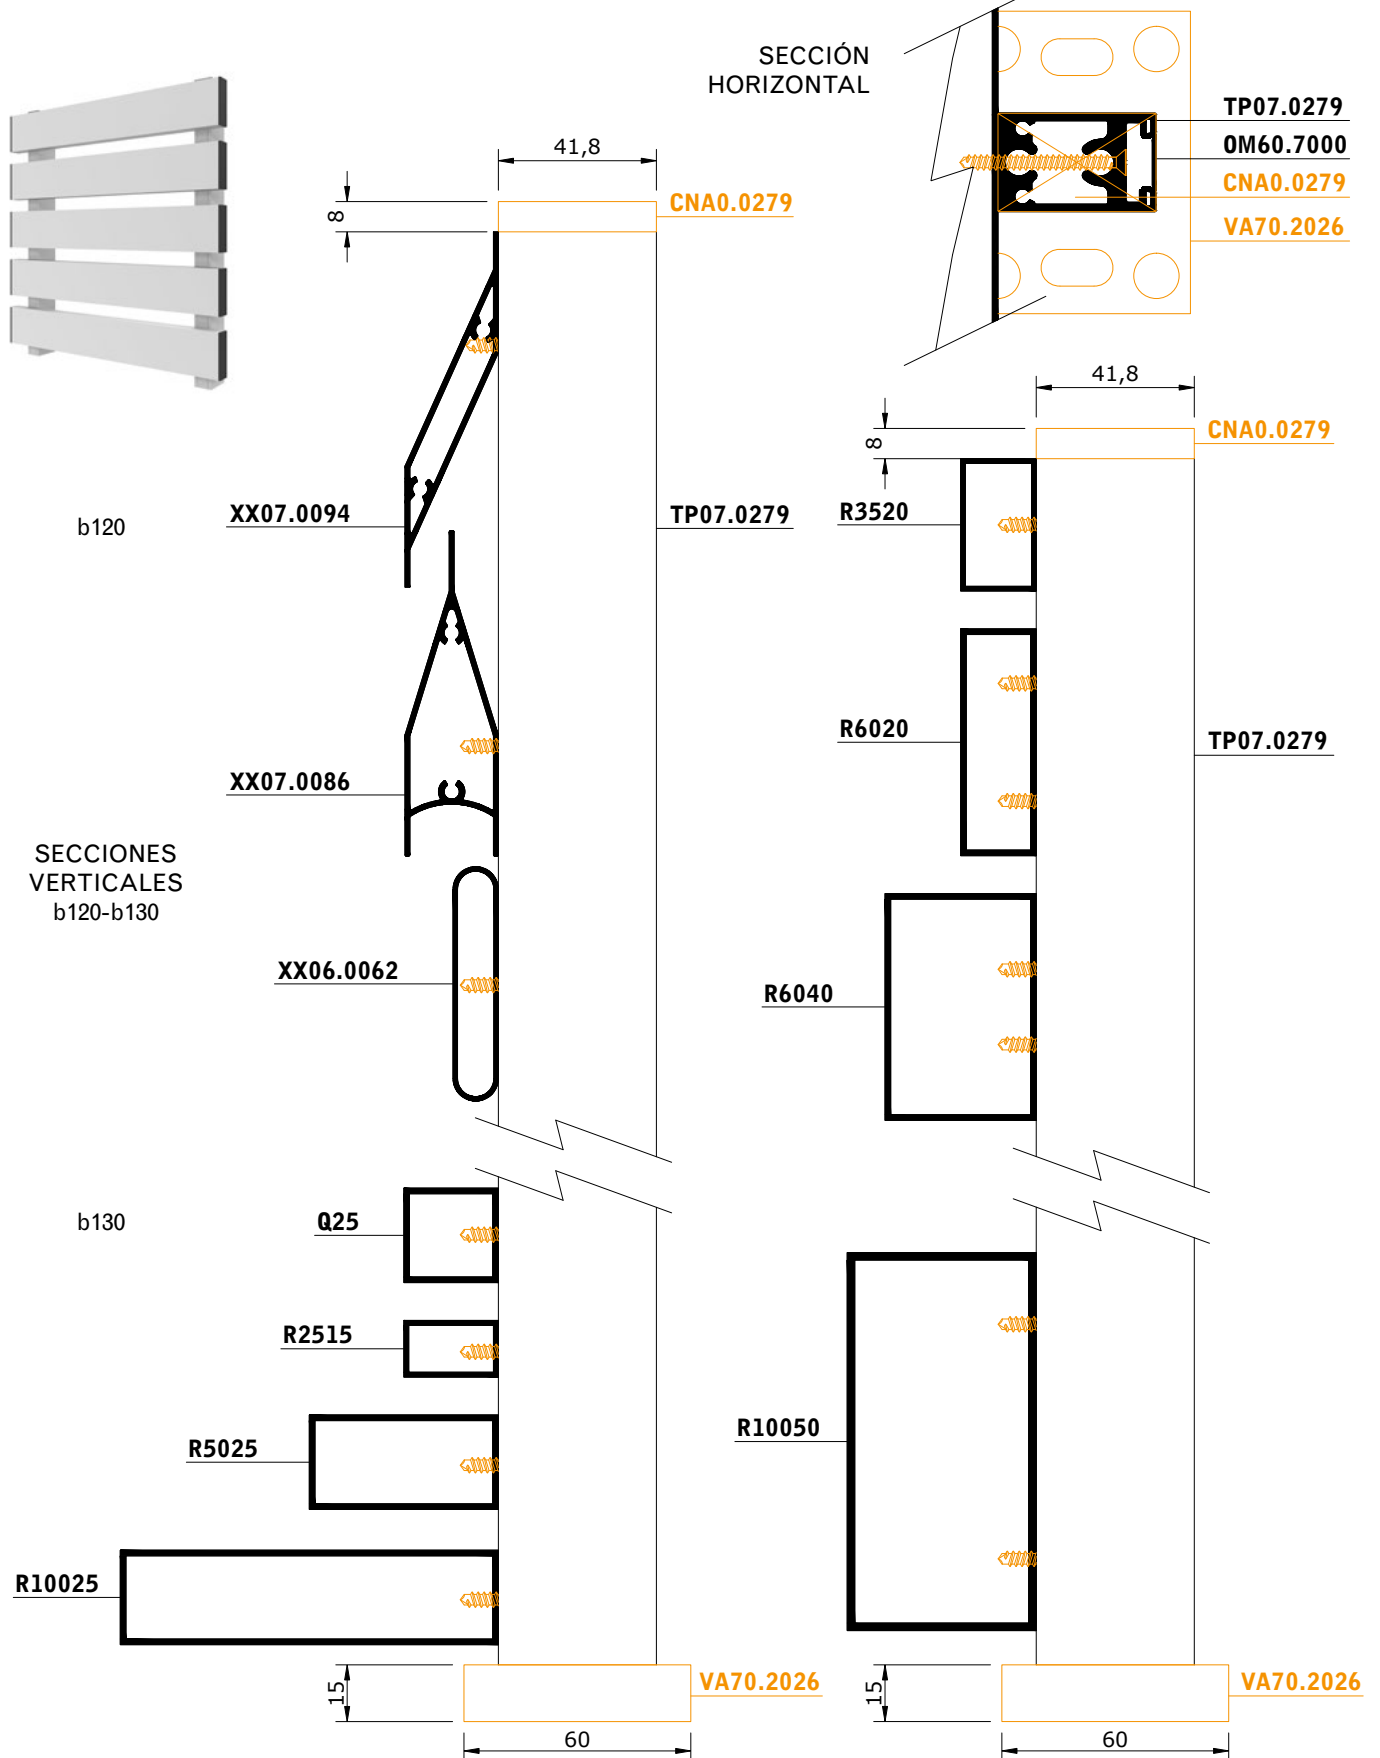 SECCIÓN
HORIZONTAL
TP07.0279
OM60.7000
CNA0.0279
VA70.2026
41,8
8
CNA0.0279
41,8
8
CNA0.0279
b120
XX07.0094
TP07.0279
R3520
R6020
TP07.0279
XX07.0086
SECCIONES
VERTICALES
b120-b130
XX06.0062
R6040
b130
Q25
R2515
R5025
R10050
R10025
15
VA70.2026
60
15
VA70.2026
60